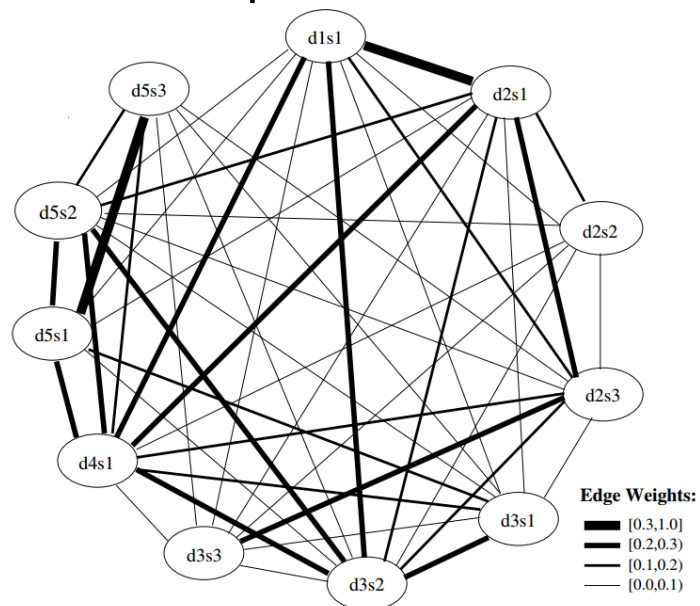 d1s1
d5s3
d2s1
d5s2
d2s2
d5s1
d2s3
d4s1
d3s1
d3s3
d3s2
Edge Weights:
[0.3,1.0]
[0.2,0.3)
[0.1,0.2)
[0.0,0.1)